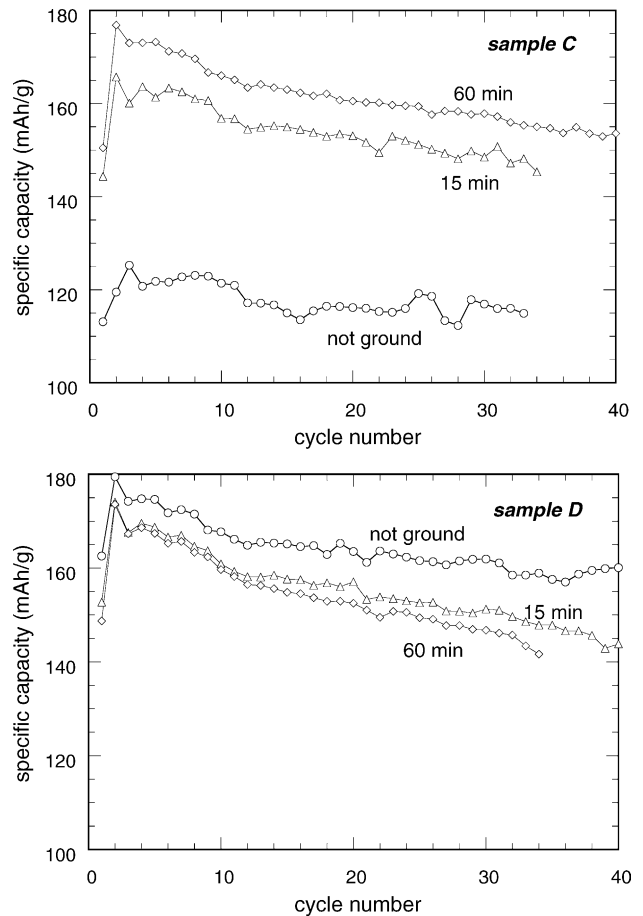 180
sample C
160
60 min
15 min
140
120
not ground
100
0 10 20 30 40
specific capacity (mAh/g)
cycle number
180
sample D
not ground
160
15 min
140
60 min
120
100
0 10 20 30 40
specific capacity (mAh/g)
cycle number